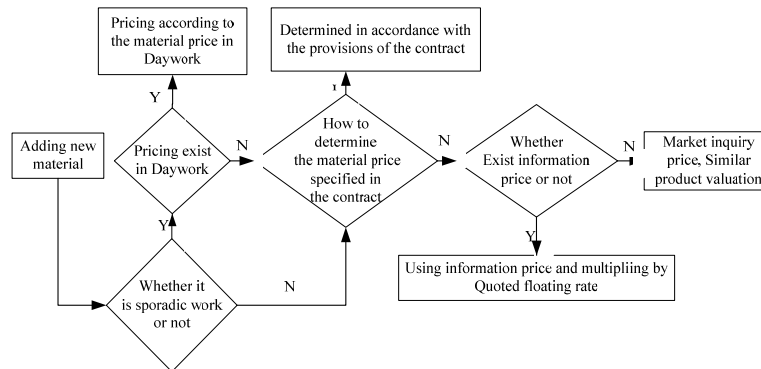 Pricing according to
the material price in
Daywork
Determined in accordance with
the provisions of the contract
Y
Adding new
material
Pricing exist
in Daywork
N
How to
determine
the material price
specified in
the contract
N
Whether
Exist information
price or not
N
Market inquiry
price, Similar
product valuation
Y
Y
Whether it
is sporadic work
or not
N
Using information price and multipliing by
Quoted floating rate